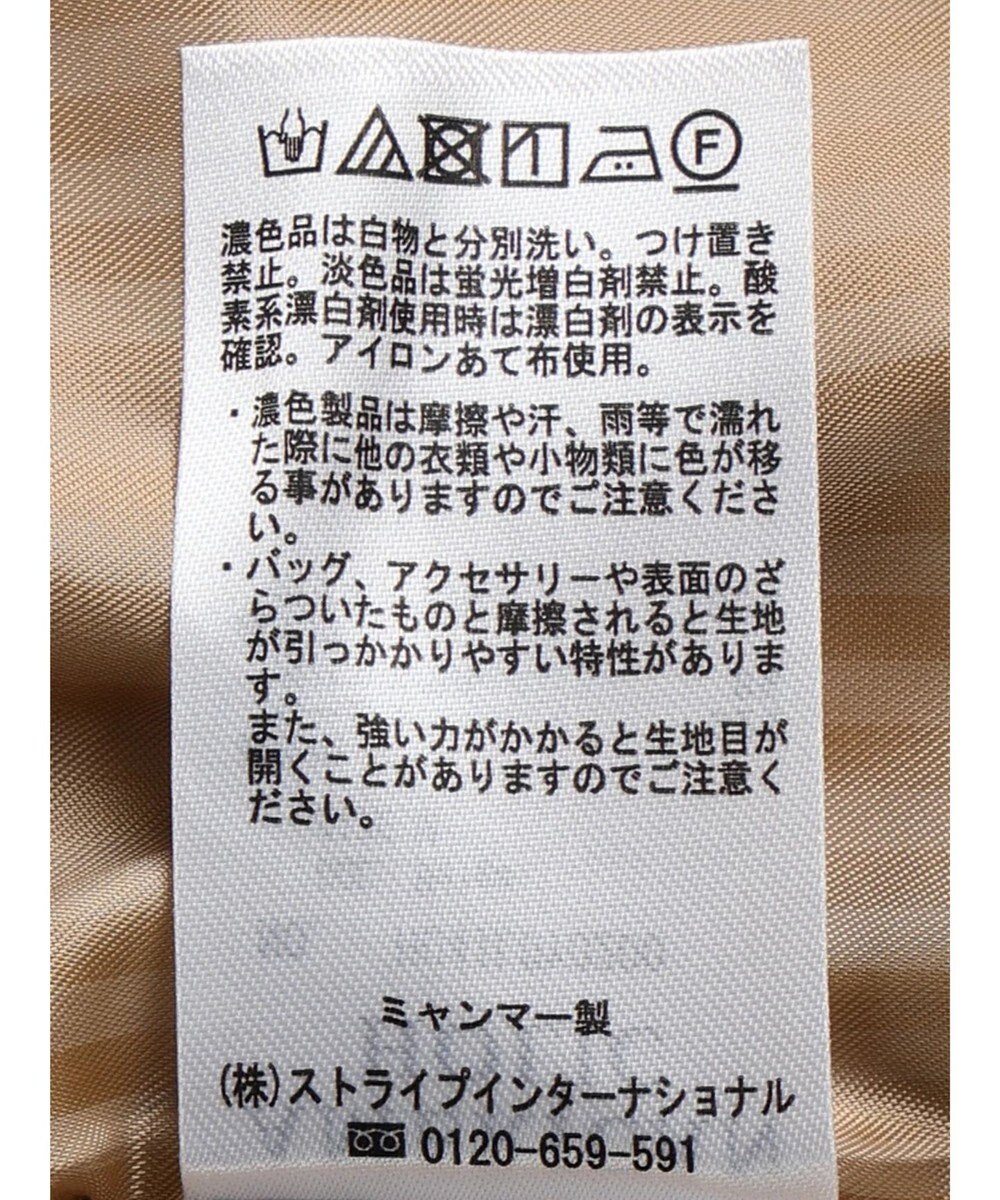 F
濃色品は白物と分別洗い。つけ置き
禁止。淡色品は蛍光増白剤禁止。酸
素系漂白剤使用時は漂白剤の表示を
確認。アイロンあて布使用。
・濃色製品は摩擦や汗、雨等で濡れ
た際に他の衣類や小物類に色が移
る事がありますのでご注意くださ
い。
・バッグ、アクセサリーや表面のざ
らついたものと摩擦されると生地
が引っかかりやすい特性がありま
す。
また、強い力がかかると生地目が
開くことがありますのでご注意く
ださい。
ミャンマー製
(株)ストライプインターナショナル
0120-659-591